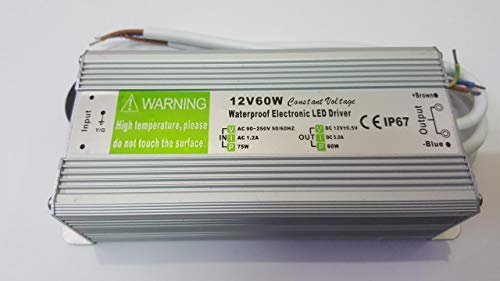 WARNING
High temperature, please
do not touch the surface.
Input
Y/G
12V60W Constant Voltage
Waterproof Electronic LED Driver
V AC 90-250V 50/60HZ
I AC 1.2A
P 75W
OUT
V DC 12V±0.5V
I DC 5.0A
P 60W
CE IP67
+Brown
Output
-Blue